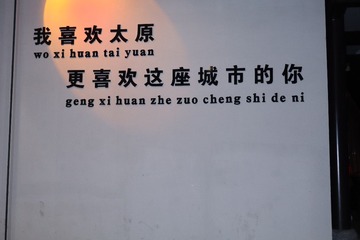 我喜欢太原
wo xi huan tai yuan
更喜欢这座城市的你
geng xi huan zhe zuo cheng shi de ni